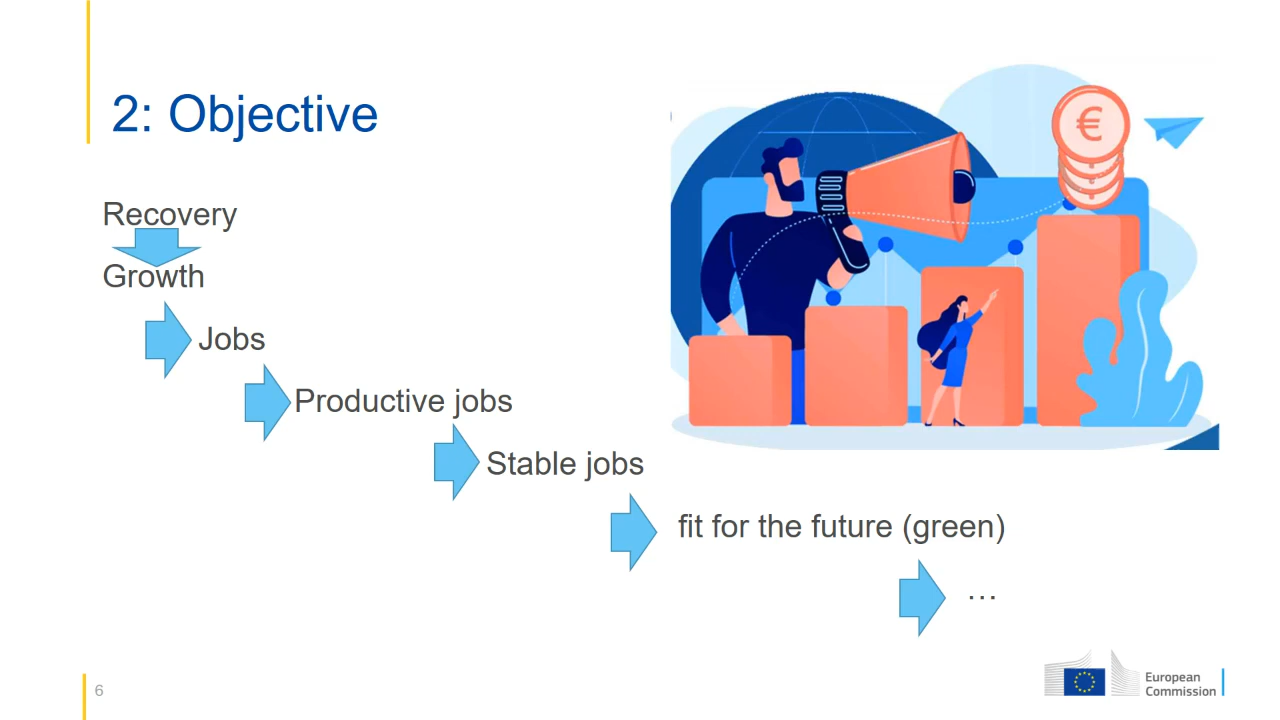 2: Objective
€
Recovery
Growth
Jobs
Productive jobs
Stable jobs
fit for the future (green)
…
6
European
Commission